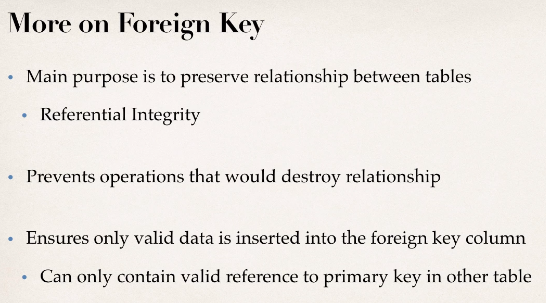 More on Foreign Key
• Main purpose is to preserve relationship between tables
• Referential Integrity
• Prevents operations that would destroy relationship
• Ensures only valid data is inserted into the foreign key column
• Can only contain valid reference to primary key in other table